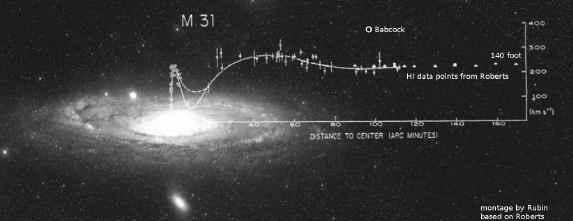 M 31
400
Babcock
300
140 foot
200
HI data points from Roberts
100
(km s⁻¹)
40 60 80 100 120 140 160
DISTANCE TO CENTER (ARC MINUTES)
montage by Rubin
based on Roberts